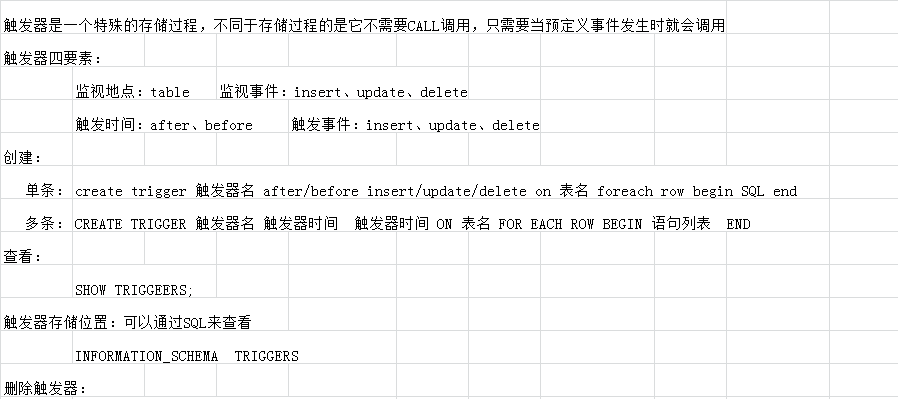 触发器是一个特殊的存储过程，不同于存储过程的是它不需要CALL调用，只需要当预定义事件发生时就会调用
触发器四要素：
监视地点：table 监视事件：insert、update、delete
触发时间：after、before 触发事件：insert、update、delete
创建：
单条：create trigger 触发器名 after/before insert/update/delete on 表名 foreach row begin SQL end
多条：CREATE TRIGGER 触发器名 触发器时间 触发器时间 ON 表名 FOR EACH ROW BEGIN 语句列表 END
查看：
SHOW TRIGGEERS;
触发器存储位置：可以通过SQL来查看
INFORMATION_SCHEMA TRIGGERS
删除触发器：